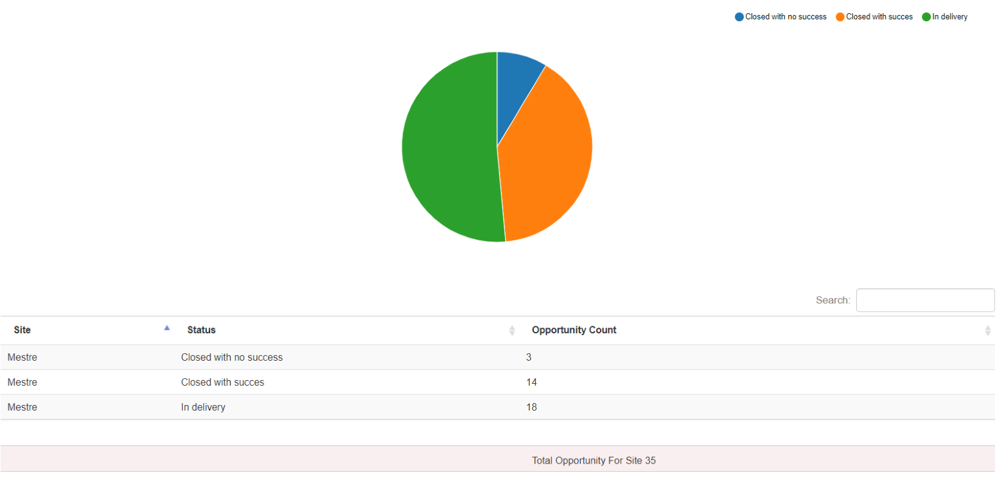 Closed with no success Closed with succes In delivery
Search:
Site Status Opportunity Count
Mestre Closed with no success 3
Mestre Closed with succes 14
Mestre In delivery 18
Total Opportunity For Site 35